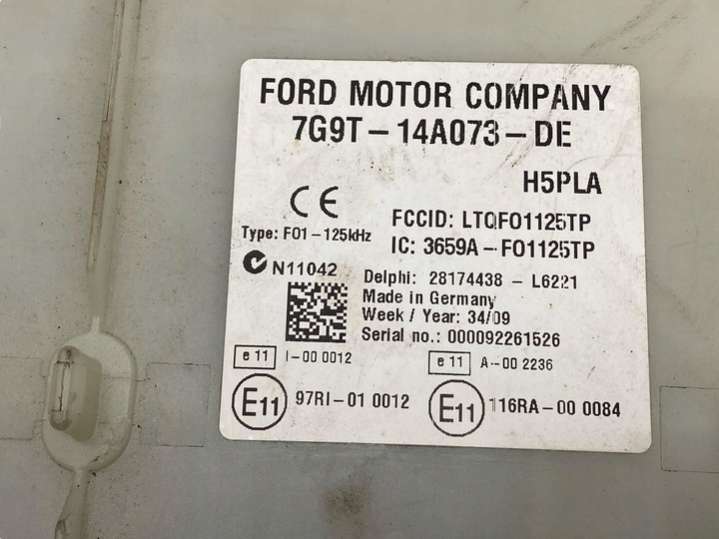 FORD MOTOR COMPANY
7G9T-14A073-DE
H5PLA
CE
FCCID: LTQF01125TP
Type: F01-125kHz
IC: 3659A-F01125TP
N11042
Delphi: 28174438 - L6221
Made in Germany
Week / Year: 34/09
Serial no.: 000092261526
e 11 I-00 0012
e 11 A-00 2236
E11 97RI-01 0012
E11 116RA-00 0084